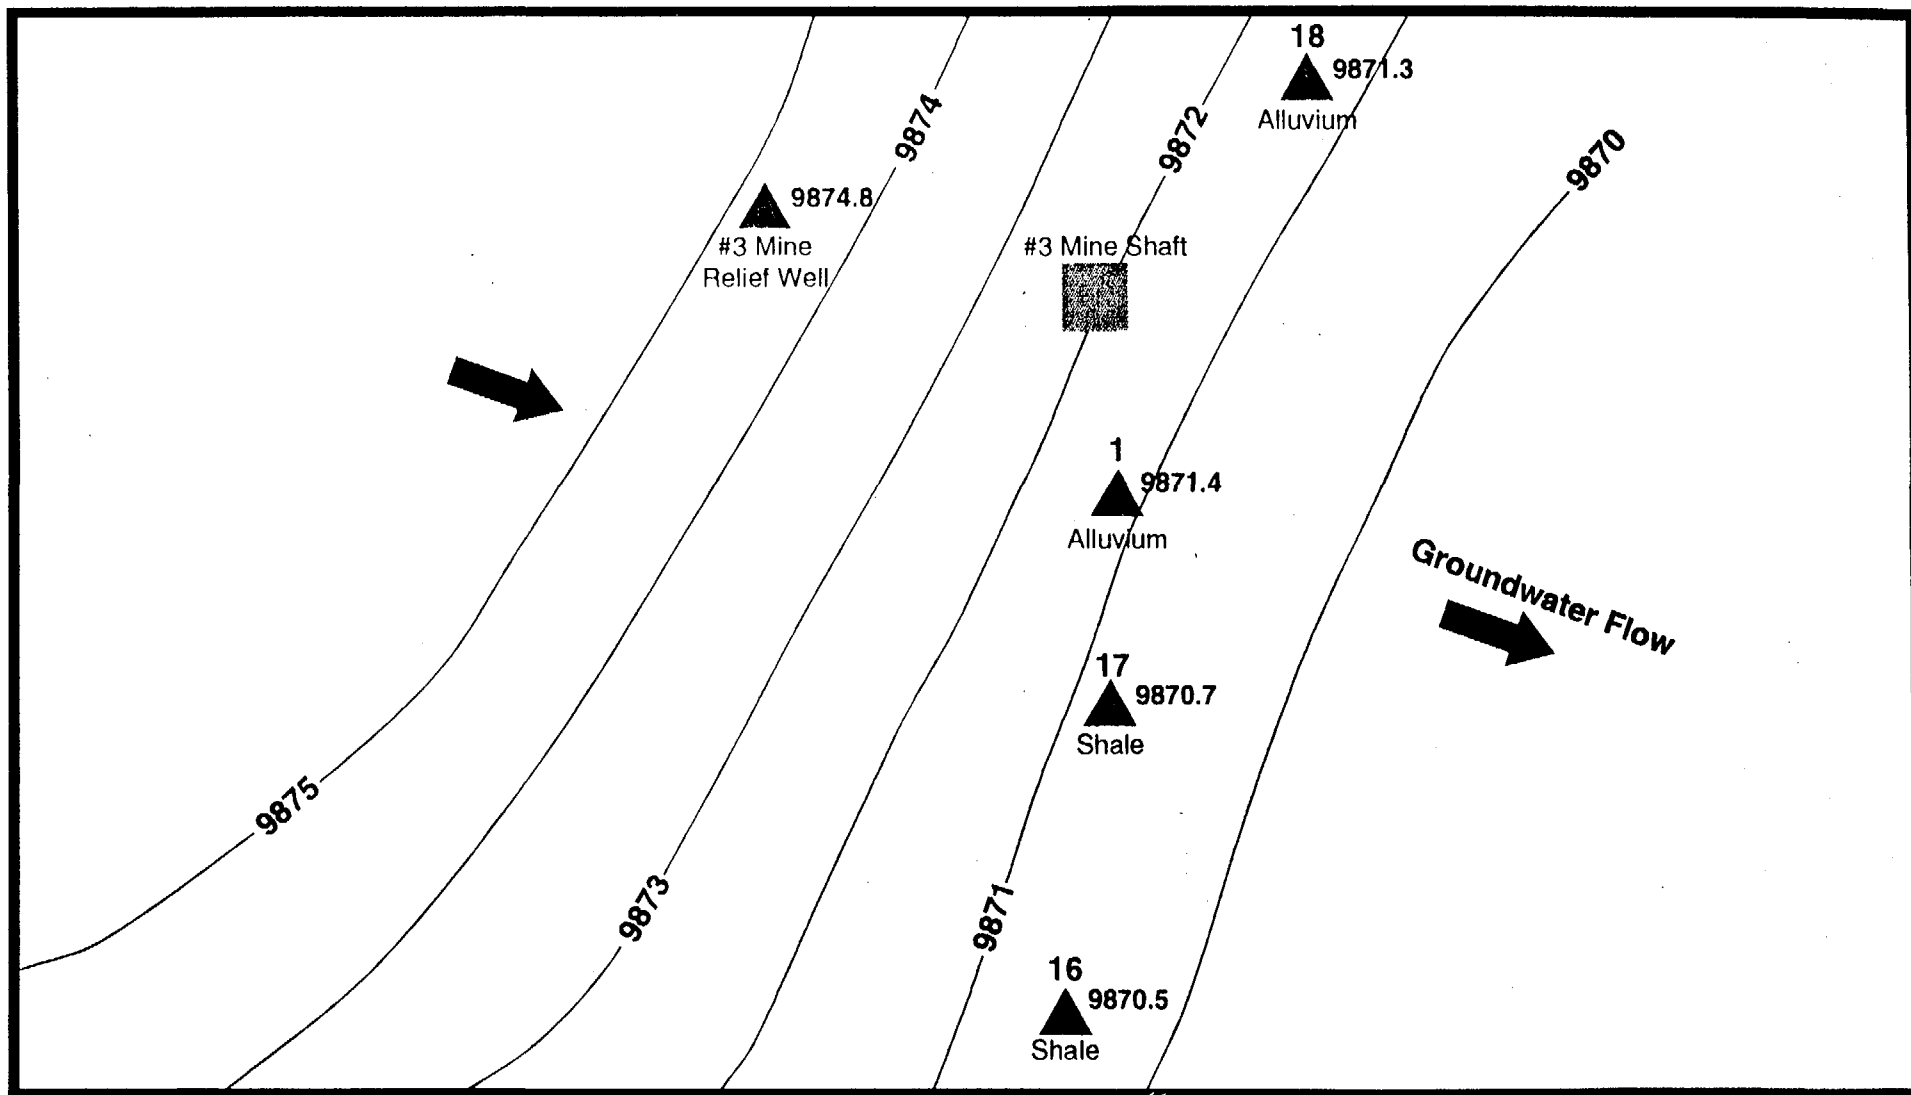 18
9871.3
Alluvium
9874
9872
9870
9874.8
#3 Mine
Relief Well
#3 Mine Shaft
1
9871.4
Alluvium
Groundwater Flow
17
9870.7
Shale
9875
9873
9871
16
9870.5
Shale